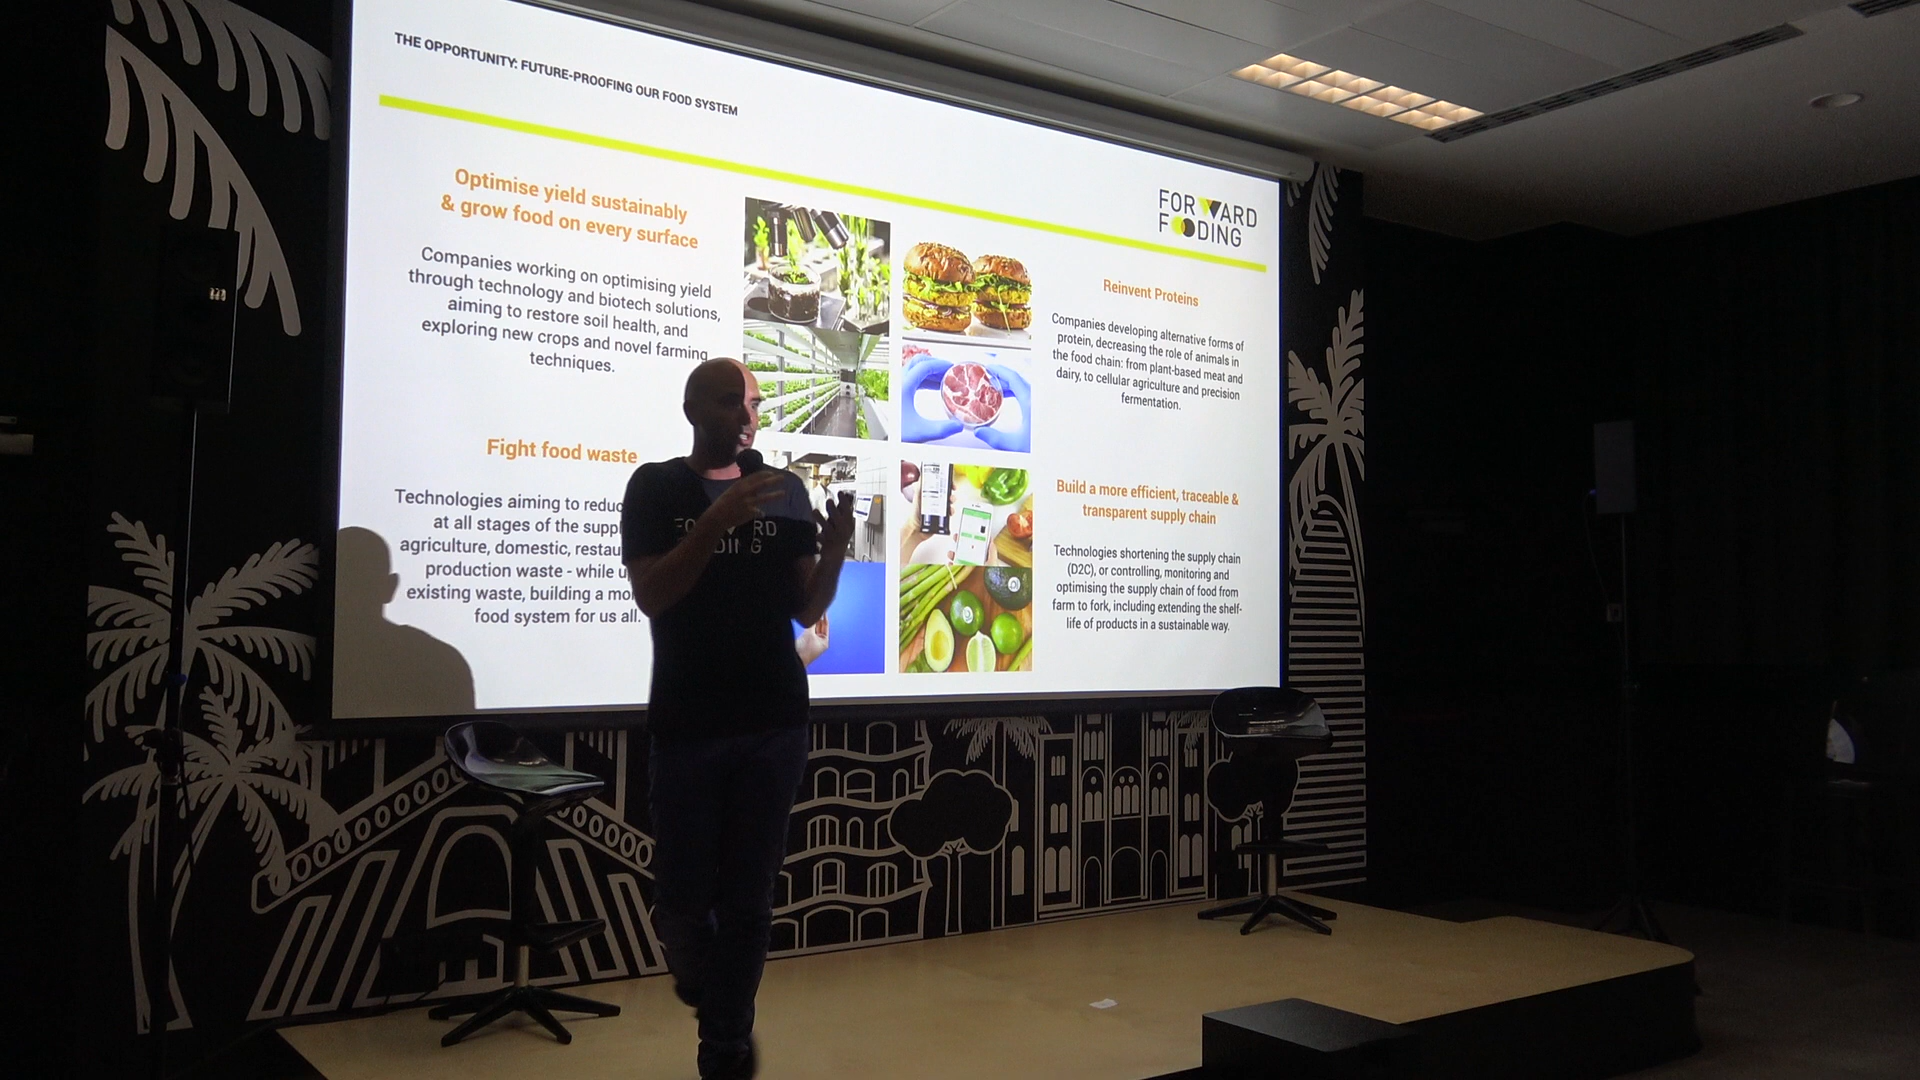 THE OPPORTUNITY: FUTURE-PROOFING OUR FOOD SYSTEM
FORWARD
FOODING
Optimise yield sustainably
& grow food on every surface
Companies working on optimising yield
through technology and biotech solutions,
aiming to restore soil health, and
exploring new crops and novel farming
techniques.
Reinvent Proteins
Companies developing alternative forms of
protein, decreasing the role of animals in
the food chain: from plant-based meat and
dairy, to cellular agriculture and precision
fermentation.
Fight food waste
Technologies aiming to
at all stages of the
agriculture, domestic,
production waste - while
existing waste, building a
food system for us all.
Build a more efficient, traceable &
transparent supply chain
Technologies shortening the supply chain
(D2C), or controlling, monitoring and
optimising the supply chain of food from
farm to fork, including extending the shelf-
life of products in a sustainable way.